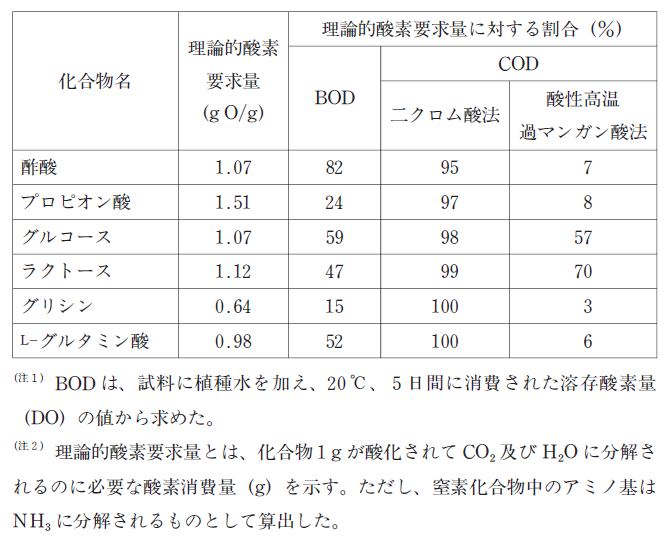 化合物名 理論的酸素要求量(g O/g) 理論的酸素要求量に対する割合 (%)
BOD COD
二クロム酸法 酸性高温過マンガン酸法
酢酸 1.07 82 95 7
プロピオン酸 1.51 24 97 8
グルコース 1.07 59 98 57
ラクトース 1.12 47 99 70
グリシン 0.64 15 100 3
L-グルタミン酸 0.98 52 100 6
(注1) BODは、試料に植種水を加え、20℃、5日間に消費された溶存酸素量
(DO) の値から求めた。
(注2) 理論的酸素要求量とは、化合物1gが酸化されてCO2及びH2Oに分解さ
れるのに必要な酸素消費量 (g) を示す。ただし、窒素化合物中のアミノ基は
NH3に分解されるものとして算出した。